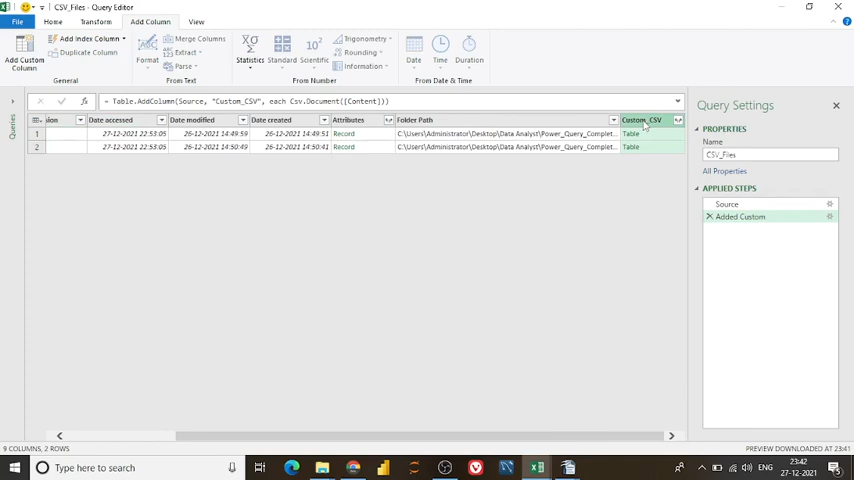 CSV_Files - Query Editor
File Home Transform Add Column View
Add Custom Column
Add Index Column
Duplicate Column
General
Format
Merge Columns
Extract
Parse
From Text
Statistics
Standard
Scientific
Trigonometry
Rounding
Information
From Number
Date
Time
Duration
From Date & Time
Queries
= Table.AddColumn(Source, "Custom_CSV", each Csv.Document([Content]))
sion Date accessed Date modified Date created Attributes Folder Path Custom_CSV
1 27-12-2021 22:53:05 26-12-2021 14:49:59 26-12-2021 14:49:51 Record C:\Users\Administrator\Desktop\Data Analyst\Power_Query_Complet... Table
2 27-12-2021 22:53:05 26-12-2021 14:50:49 26-12-2021 14:50:41 Record C:\Users\Administrator\Desktop\Data Analyst\Power_Query_Complet... Table
Query Settings
PROPERTIES
Name
CSV_Files
All Properties
APPLIED STEPS
Source
Added Custom
9 COLUMNS, 2 ROWS
PREVIEW DOWNLOADED AT 23:41
Type here to search
ENG
23:42
27-12-2021
5